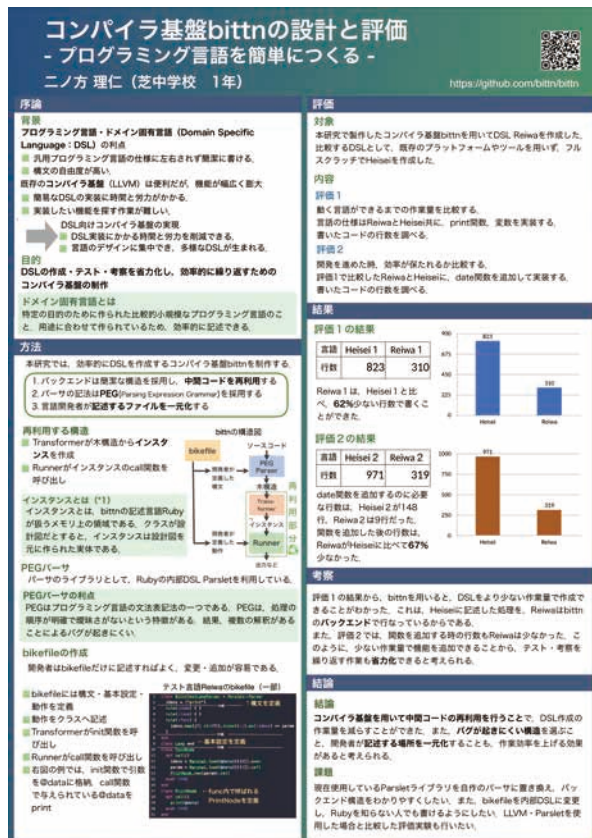 コンパイラ基盤bittnの設計と評価
- プログラミング言語を簡単につくる -
二ノ方 理仁（芝中学校　1年）
https://github.com/bittn/bittn
序論
背景
プログラミング言語・ドメイン固有言語（Domain Specific
Language：DSL）の利点
汎用プログラミング言語の仕様に左右されず簡潔に書ける．
構文の自由度が高い．
既存のコンパイラ基盤（LLVM）は便利だが，機能が幅広く膨大
簡易なDSLの実装に時間と労力がかかる．
実装したい機能を探す作業が難しい．
DSL向けコンパイラ基盤の実現
DSL実装にかかる時間と労力を削減できる．
言語のデザインに集中でき，多様なDSLが生まれる．
目的
DSLの作成・テスト・考察を省力化し，効率的に繰り返すための
コンパイラ基盤の制作
ドメイン固有言語とは
特定の目的のために作られた比較的小規模なプログラミング言語のこ
と．用途に合わせて作られているため，効率的に記述できる．
方法
本研究では，効率的にDSLを作成するコンパイラ基盤bittnを制作する．
1. バックエンドは簡潔な構造を採用し，中間コードを再利用する
2. パーサの記法はPEG(Parsing Expression Grammar)を採用する
3. 言語開発者が記述するファイルを一元化する
再利用する構造
Transformerが木構造からインスタ
ンスを作成
Runnerがインスタンスのcall関数を
呼び出し
インスタンスとは（*1）
インスタンスとは，bittnの記述言語Ruby
が扱うメモリ上の領域である．クラスが設
計図だとすると，インスタンスは設計図を
元に作られた実体である．
bittnの構造図
ソースコード
bikefile
PEG
Parser
開発者が
定義した
構文
木構造
Trans-
former
インスタンス
開発者が
定義した
動作
Runner
出力など
再利用部分
PEGパーサ
パーサのライブラリとして，Rubyの内部DSL Parsletを利用している．
PEGパーサの利点
PEGはプログラミング言語の文法表記法の一つである．PEGは，処理の
順序が明確で曖昧さがないという特徴がある．結果，複数の解釈がある
ことによるバグが起きにくい．
bikefileの作成
開発者はbikefileだけに記述すればよく，変更・追加が容易である．
bikefileには構文・基本設定・
動作を定義
動作をクラスへ記述
Transformerがinit関数を呼
び出し
Runnerがcall関数を呼び出し
右図の例では，init関数で引数
を@dataに格納，call関数
で与えられている@dataを
print
テスト言語Reiwaのbikefile（一部）
構文を定義
基本設定を定義
func内で呼ばれる
PrintNodeを定義
評価
対象
本研究で製作したコンパイラ基盤bittnを用いてDSL Reiwaを作成した．
比較するDSLとして，既存のプラットフォームやツールを用いず，フル
スクラッチでHeiseiを作成した．
内容
評価1
動く言語ができるまでの作業量を比較する．
言語の仕様はReiwa，Heisei共に，print関数，変数を実装する．
書いたコードの行数を調べる．
評価2
開発を進めた時，効率が保たれるか比較する．
評価1で比較したReiwaとHeiseiに，date関数を追加して実装する．
書いたコードの行数を調べる．
結果
評価1の結果
言語 Heisei 1 Reiwa 1
行数 823 310
Reiwa 1は，Heisei 1と比
べ，62%少ない行数で書くこ
とができた．
900
675
450
225
0
823
310
Heisei Reiwa
評価2の結果
言語 Heisei 2 Reiwa 2
行数 971 319
date関数を追加するのに必要
な行数は，Heisei 2が148
行，Reiwa 2は9行だった．
関数を追加した後の行数は，
ReiwaがHeiseiに比べて67%
少なかった．
1000
750
500
250
0
971
319
Heisei Reiwa
考察
評価1の結果から，bittnを用いると，DSLをより少ない作業量で作成で
きることがわかった．これは，Heiseiに記述した処理を，Reiwaはbittn
のバックエンドで行なっているからである．
また，評価2では，関数を追加する時の行数もReiwaは少なかった．こ
のように，少ない作業量で機能を追加できることから，テスト・考察を
繰り返す作業も省力化できると考えられる．
結論
結論
コンパイラ基盤を用いて中間コードの再利用を行うことで，DSL作成の
作業量を減らすことができた．また，バグが起きにくい構造を選ぶこ
と，開発者が記述する場所を一元化することも，作業効率を上げる効果
があると考えられる．
課題
現在使用しているParsletライブラリを自作のパーサに置き換え，バッ
クエンド構造をわかりやすくしたい．また，bikefileを内部DSLに変更
し，Rubyを知らない人でも書けるようにしたい．LLVM・Parsletを使
用した場合と比較した評価実験も行いたい．